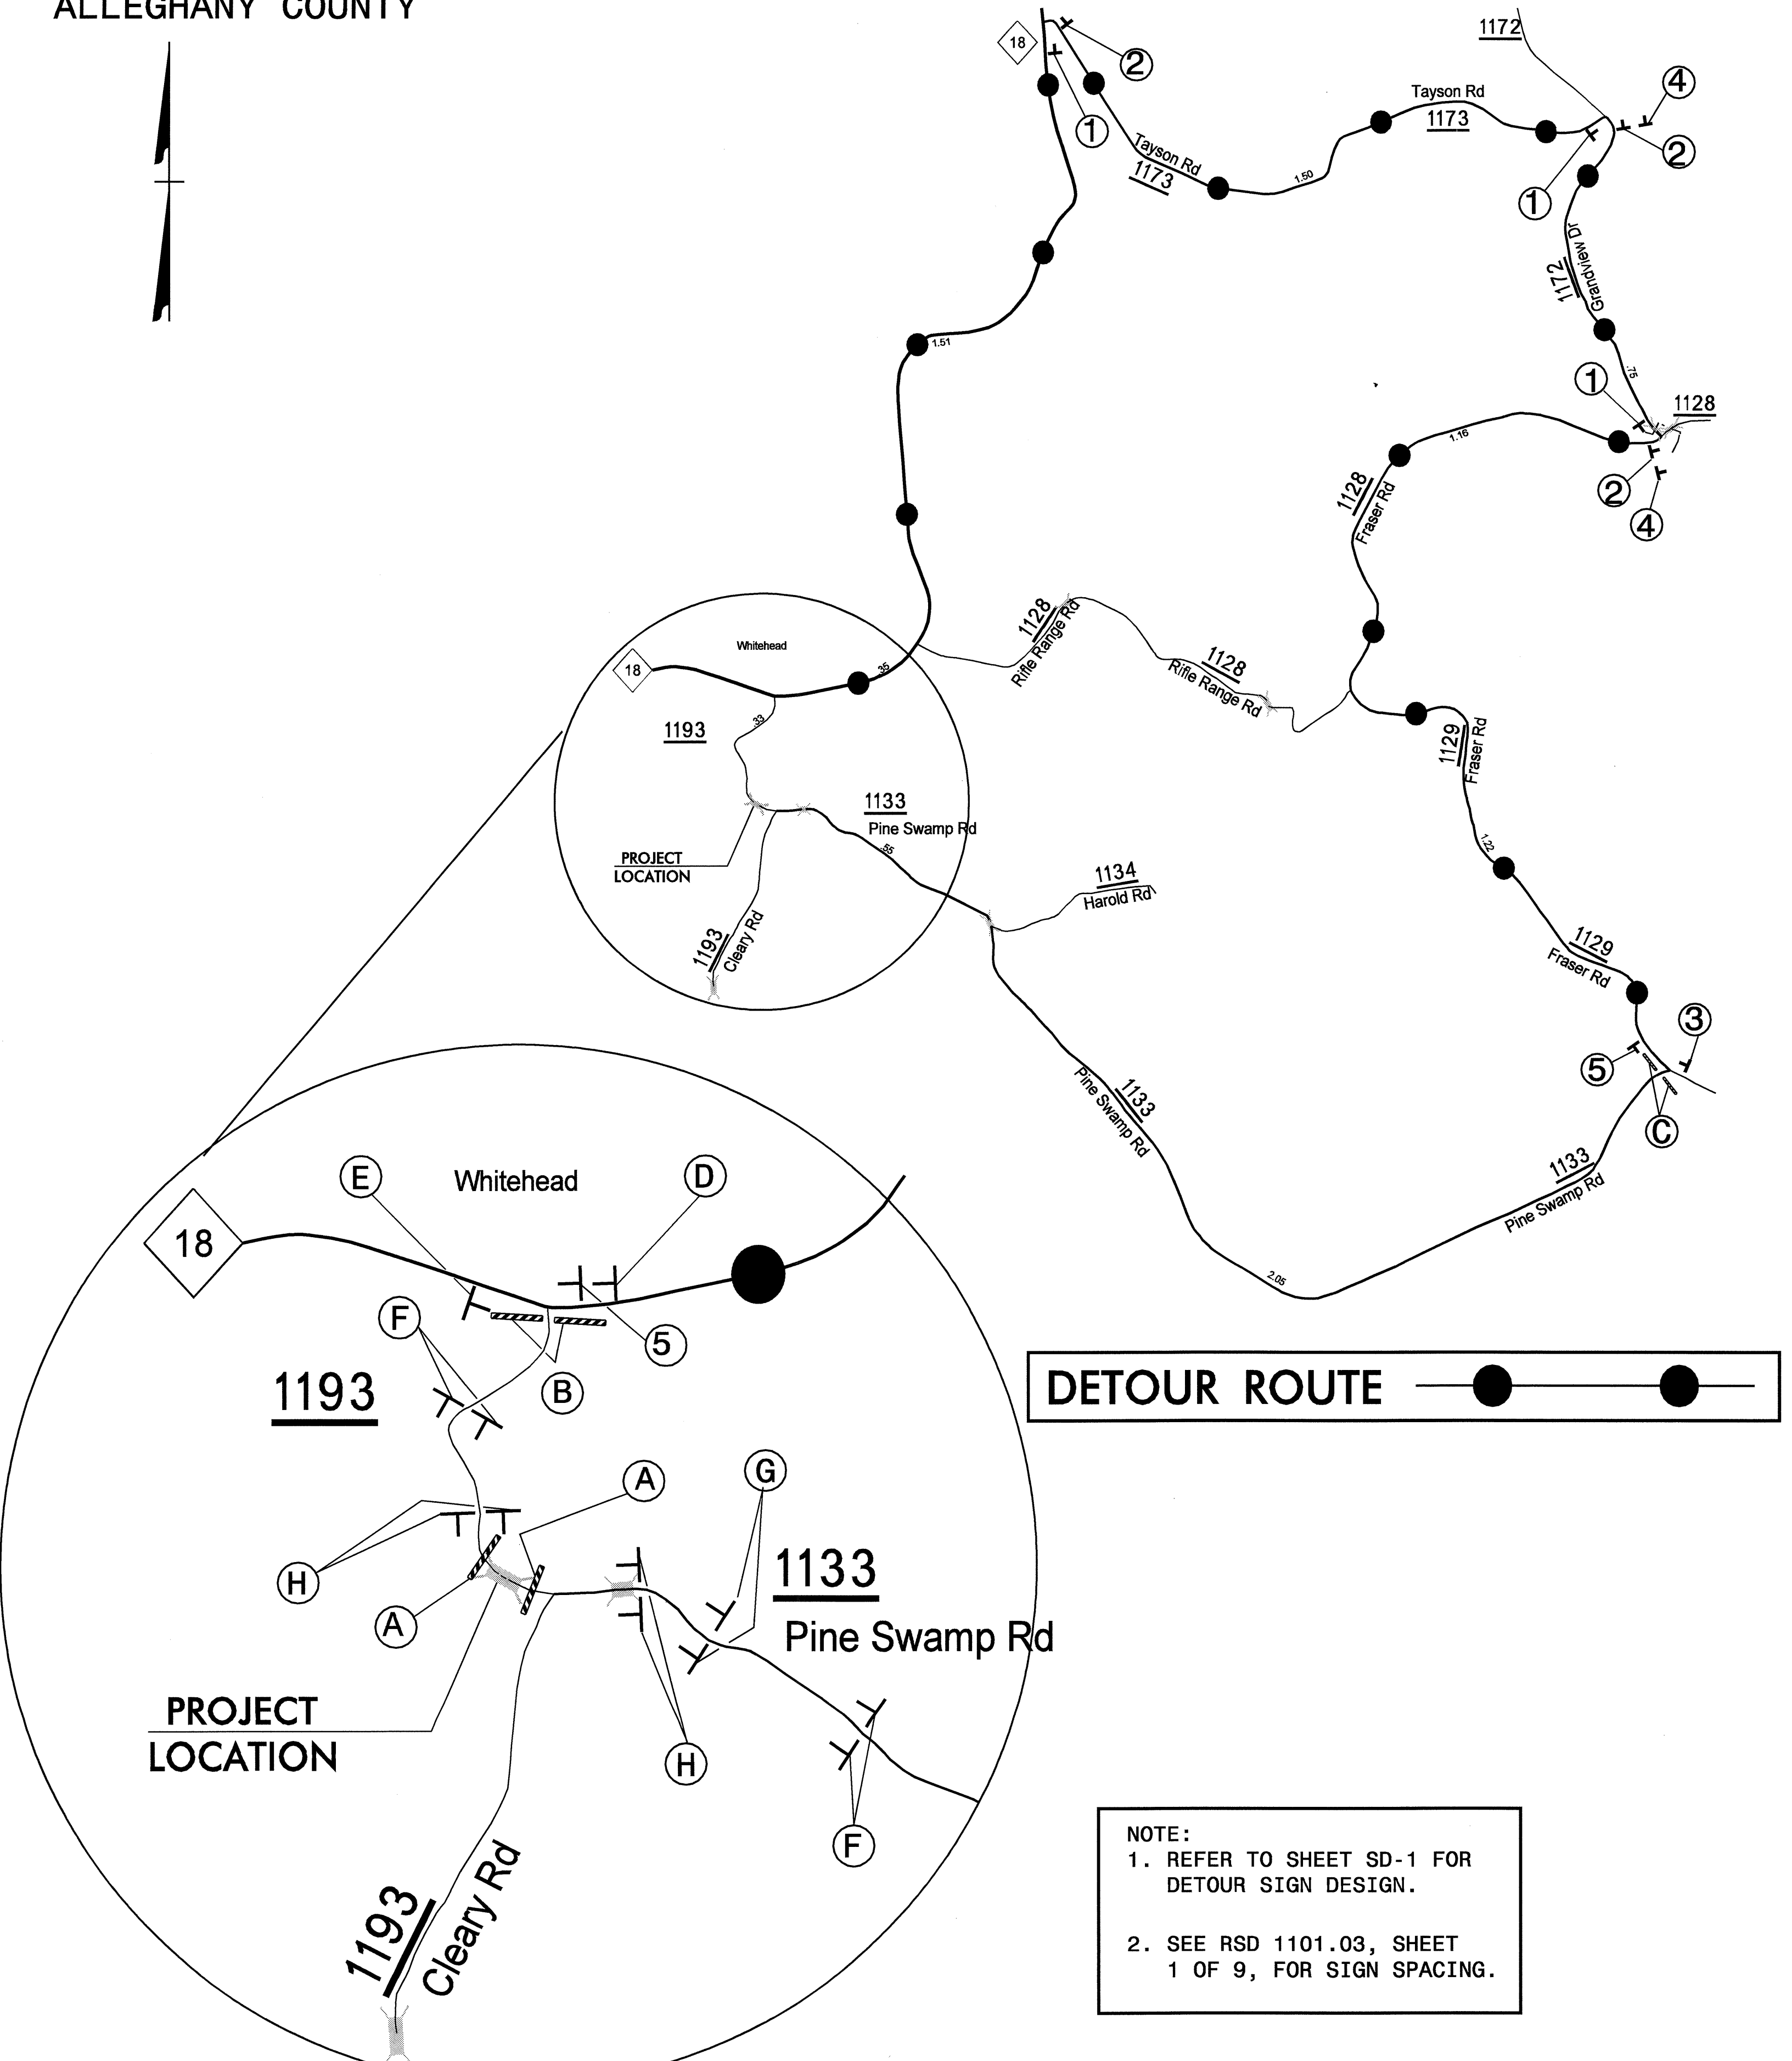 ALLEGHANY COUNTY
18
2
1
Tayson Rd
1173
1.50
Tayson Rd
1173
1172
4
2
1
Grandview Dr
1172
.75
1
1128
2
4
1.16
1128
Fraser Rd
1.51
Whitehead
18
.35
.33
1193
1128
Rifle Range Rd
1128
Rifle Range Rd
1129
Fraser Rd
1.22
1133
Pine Swamp Rd
.55
PROJECT
LOCATION
1134
Harold Rd
1193
Cleary Rd
1129
Fraser Rd
3
5
C
1133
Pine Swamp Rd
1133
Pine Swamp Rd
2.05
E
Whitehead
D
18
F
5
B
1193
DETOUR ROUTE
A
G
H
1133
A
Pine Swamp Rd
PROJECT
LOCATION
H
F
1193
Cleary Rd
NOTE:
1. REFER TO SHEET SD-1 FOR
DETOUR SIGN DESIGN.
2. SEE RSD 1101.03, SHEET
1 OF 9, FOR SIGN SPACING.